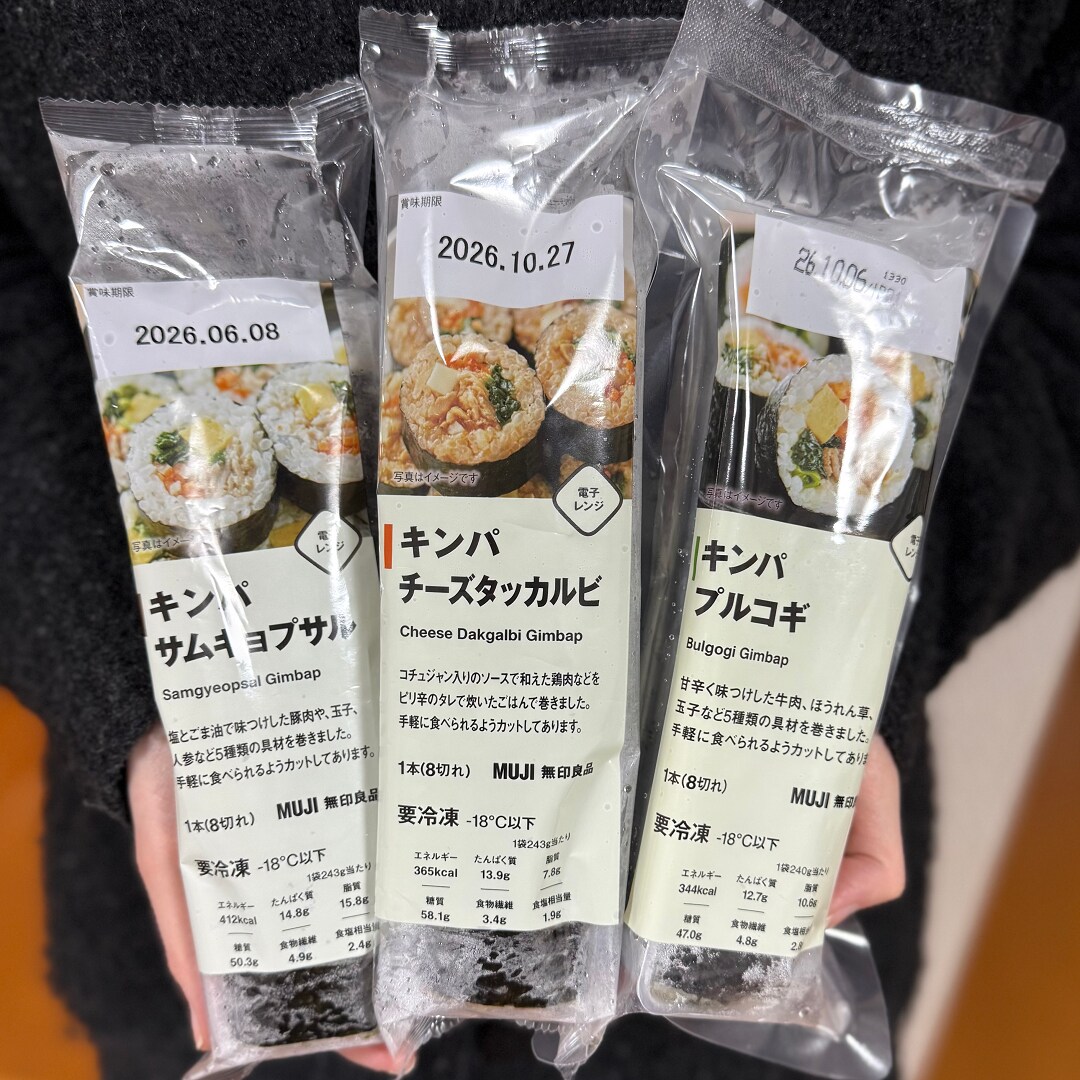 賞味期限
2026.06.08
写真はイメー
電子
レンジ
キンパ
サムギョプサル
Samgyeopsal Gimbap
塩とごま油で味つけした豚肉や、玉子、
人参など5種類の具材を巻きました。
手軽に食べられるようカットしてあります。
1本(8切れ) MUJI 無印良品
要冷凍 -18°C以下
1袋243g当たり
エネルギー たんぱく質 脂質
412kcal 14.8g 15.8g
糖質 食物繊維 食塩相当量
50.3g 4.9g 2.4g
賞味期限
2026.10.27
写真はイメージです
電子
レンジ
キンパ
チーズタッカルビ
Cheese Dakgalbi Gimbap
コチュジャン入りのソースで和えた鶏肉などを
ピリ辛のタレで炊いたごはんで巻きました。
手軽に食べられるようカットしてあります。
1本(8切れ) MUJI 無印良品
要冷凍 -18°C以下
1袋243g当たり
エネルギー たんぱく質 脂質
365kcal 13.9g 7.8g
糖質 食物繊維 食塩相当量
58.1g 3.4g 1.9g
26.10.06 1330
写真はイメージです
電子
レン
キンパ
プルコギ
Bulgogi Gimbap
甘辛く味つけした牛肉、ほうれん草、
玉子など5種類の具材を巻きました。
手軽に食べられるようカットしてありま
1本(8切れ) MUJI 無印
要冷凍 -18°C以下
1袋240g当たり
エネルギー たんぱく質 脂質
344kcal 12.7g 10.6g
糖質 食物繊維 食塩相
47.0g 4.8g 2.8